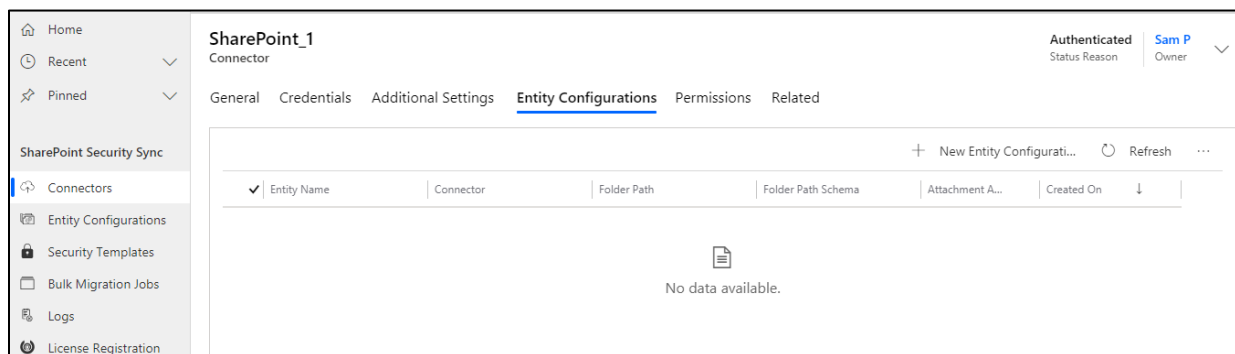 Home
Recent
Pinned
SharePoint Security Sync
Connectors
Entity Configurations
Security Templates
Bulk Migration Jobs
Logs
License Registration
SharePoint_1
Connector
Authenticated
Status Reason
Sam P
Owner
General Credentials Additional Settings Entity Configurations Permissions Related
New Entity Configurati... Refresh ...
Entity Name Connector Folder Path Folder Path Schema Attachment A... Created On
No data available.